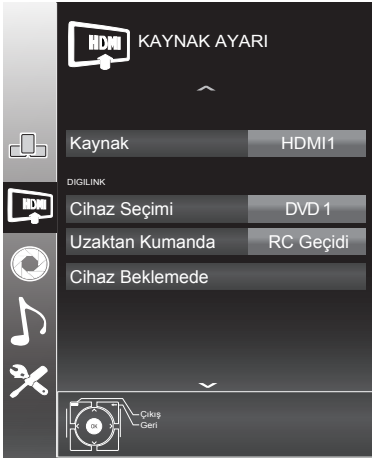 HDMI KAYNAK AYARI
Kaynak HDMI1
DIGILINK
HDMI
Cihaz Seçimi DVD 1
Uzaktan Kumanda RC Geçidi
Cihaz Beklemede
Çıkış
Geri
OK